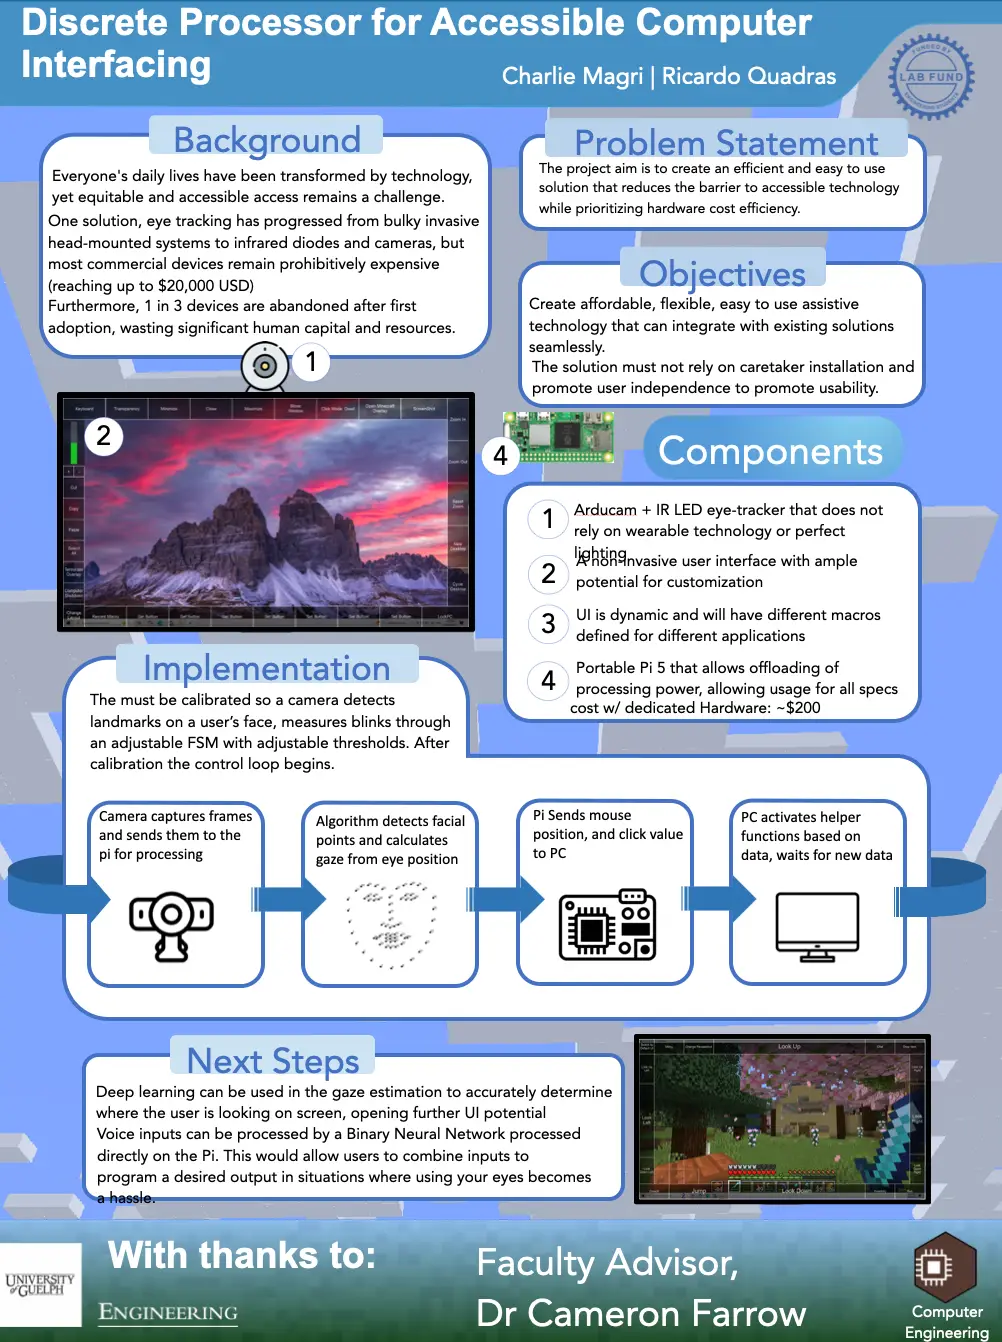 Discrete Processor for Accessible Computer
Interfacing
Charlie Magri | Ricardo Quadras
FUNDED BY
LAB FUND
Background
Everyone's daily lives have been transformed by technology,
yet equitable and accessible access remains a challenge.
One solution, eye tracking has progressed from bulky invasive
head-mounted systems to infrared diodes and cameras, but
most commercial devices remain prohibitively expensive
(reaching up to $20,000 USD)
Furthermore, 1 in 3 devices are abandoned after first
adoption, wasting significant human capital and resources.
Problem Statement
The project aim is to create an efficient and easy to use
solution that reduces the barrier to accessible technology
while prioritizing hardware cost efficiency.
Objectives
Create affordable, flexible, easy to use assistive
technology that can integrate with existing solutions
seamlessly.
The solution must not rely on caretaker installation and
promote user independence to promote usability.
1
2
Keyboard
Transparency
Minimize
Close
Maximize
Zoom In
Zoom Out
Reset
Zoom
Cut
Copy
Paste
Select
All
4
Components
1
Arducam + IR LED eye-tracker that does not
rely on wearable technology or perfect
lighting
2
A non-invasive user interface with ample
potential for customization
3
UI is dynamic and will have different macros
defined for different applications
4
Portable Pi 5 that allows offloading of
processing power, allowing usage for all specs
cost w/ dedicated Hardware: ~$200
Implementation
The must be calibrated so a camera detects
landmarks on a user’s face, measures blinks through
an adjustable FSM with adjustable thresholds. After
calibration the control loop begins.
Camera captures frames
and sends them to the
pi for processing
Algorithm detects facial
points and calculates
gaze from eye position
Pi Sends mouse
position, and click value
to PC
PC activates helper
functions based on
data, waits for new data
Next Steps
Deep learning can be used in the gaze estimation to accurately determine
where the user is looking on screen, opening further UI potential
Voice inputs can be processed by a Binary Neural Network processed
directly on the Pi. This would allow users to combine inputs to
program a desired output in situations where using your eyes becomes
a hassle.
Look Up
Jump
Look Down
With thanks to:
UNIVERSITY
OF GUELPH
ENGINEERING
Faculty Advisor,
Dr Cameron Farrow
Computer
Engineering